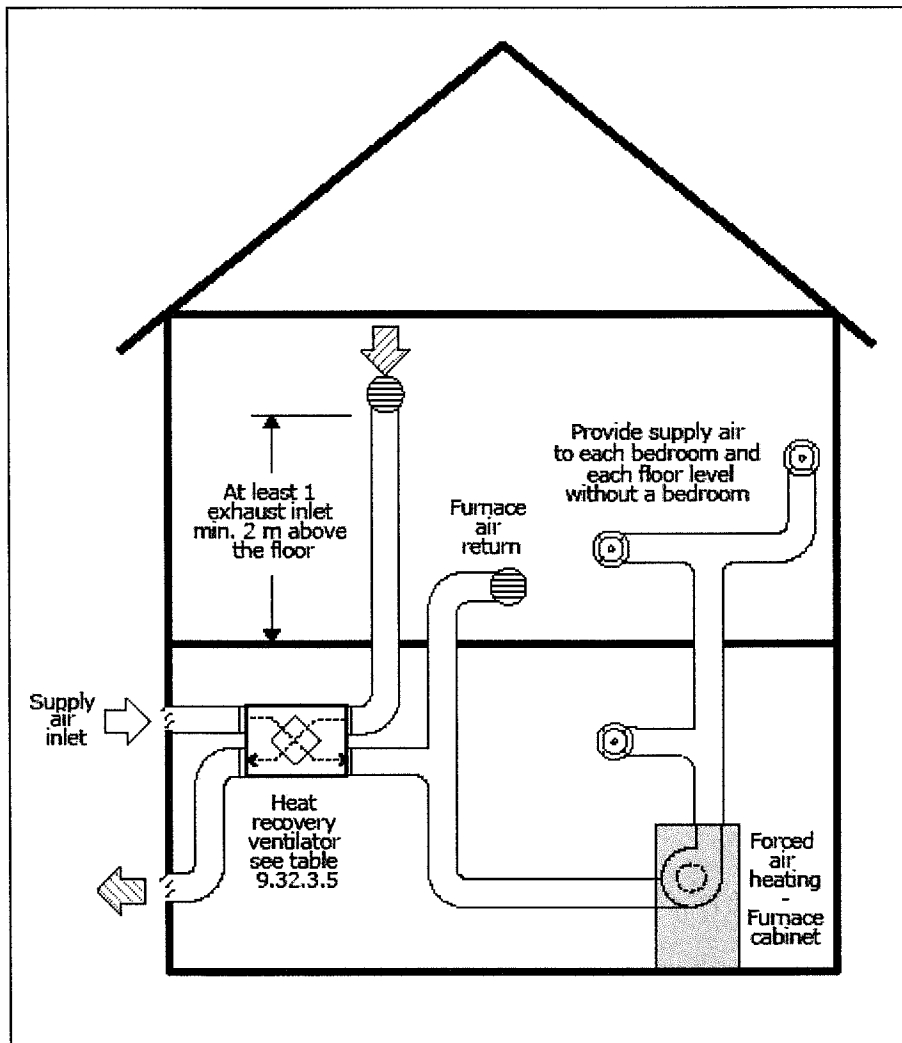 Provide supply air
to each bedroom and
each floor level
without a bedroom
At least 1
exhaust inlet
min. 2 m above
the floor
Furnace
air
return
Supply
air
inlet
Heat
recovery
ventilator
see table
9.32.3.5
Forced
air
heating
-
Furnace
cabinet